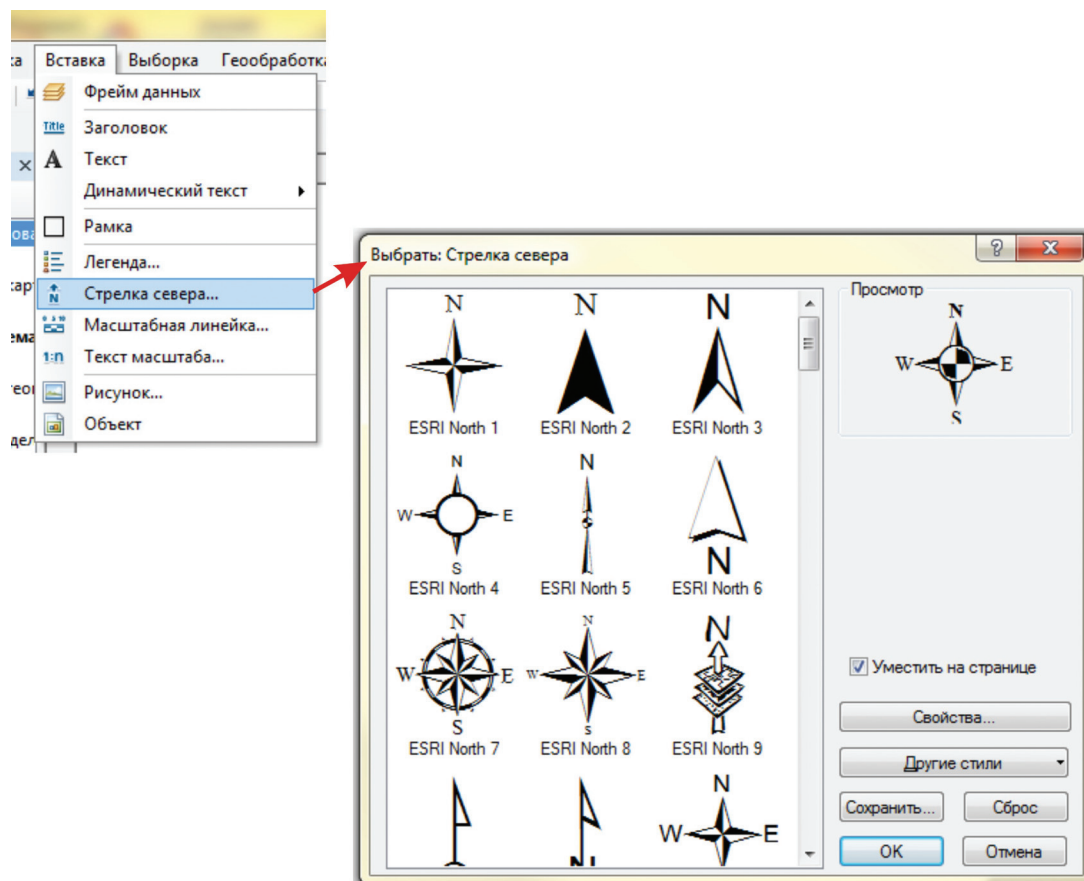 ка Вставка Выборка Геообработка
Фрейм данных
Title Заголовок
A Текст
Динамический текст
Рамка
Легенда...
N Стрелка севера...
Масштабная линейка...
1:n Текст масштаба...
Рисунок...
Объект
Выбрать: Стрелка севера
N N N
ESRI North 1 ESRI North 2 ESRI North 3
N N
W E
S N
ESRI North 4 ESRI North 5 ESRI North 6
N N N
W E W E
S S
ESRI North 7 ESRI North 8 ESRI North 9
N
W E
Просмотр
N
W E
S
Уместить на странице
Свойства...
Другие стили
Сохранить... Сброс
OK Отмена